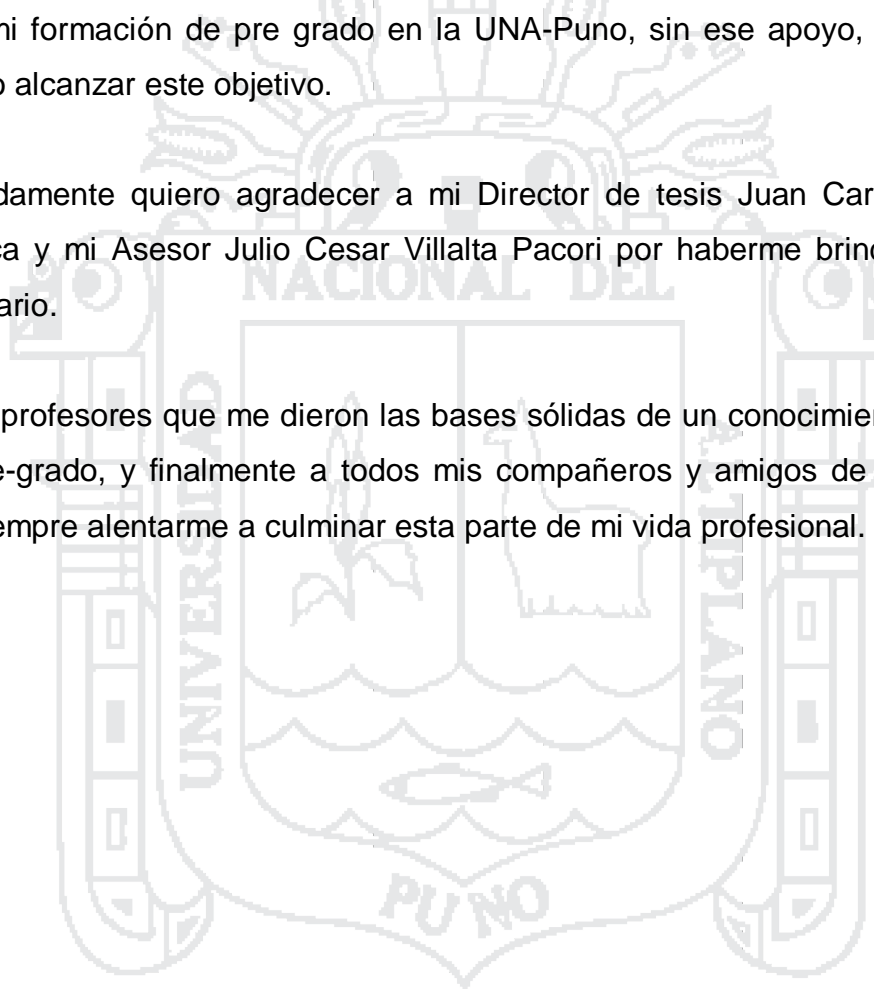 mi formación de pre grado en la UNA-Puno, sin ese apoyo,
o alcanzar este objetivo.
damente quiero agradecer a mi Director de tesis Juan Car
ca y mi Asesor Julio Cesar Villalta Pacori por haberme
ario.
profesores que me dieron las bases sólidas de un conocimie
e-grado, y finalmente a todos mis compañeros y amigos de
empre alentarme a culminar esta parte de mi vida profesional.
NACIONAL DEL
UNIVERSIDAD
ALTIPLANO
PUNO